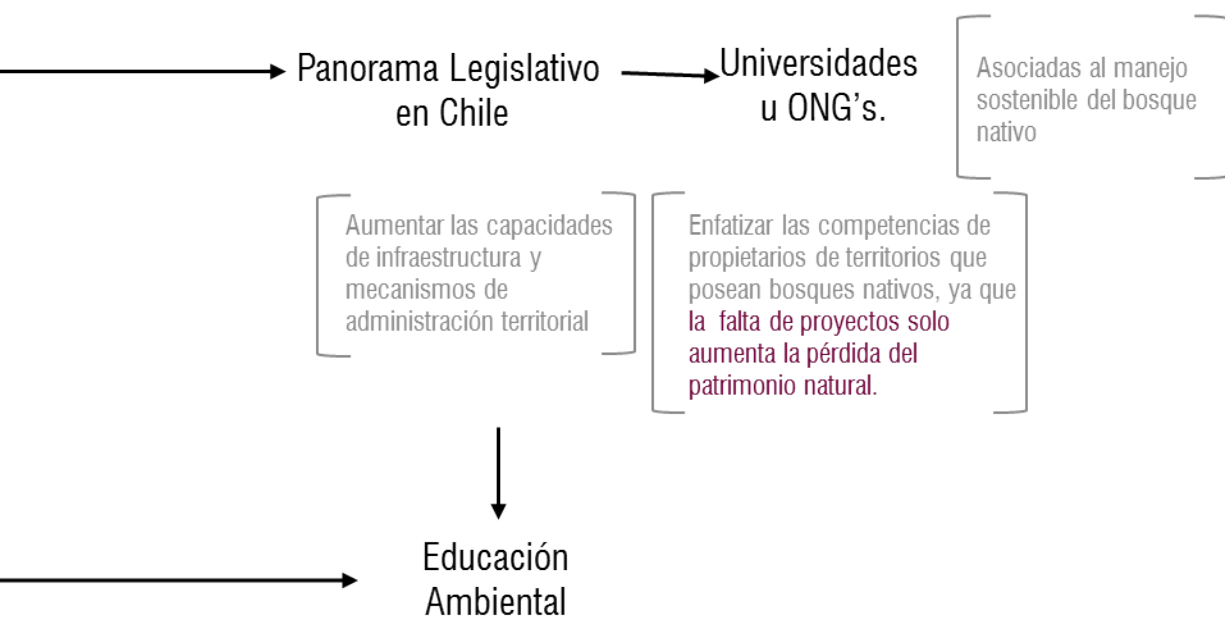 Panorama Legislativo
en Chile
Universidades
u ONG's.
Asociadas al manejo
sostenible del bosque
nativo
Aumentar las capacidades
de infraestructura y
mecanismos de
administración territorial
Enfatizar las competencias de
propietarios de territorios que
posean bosques nativos, ya que
la falta de proyectos solo
aumenta la pérdida del
patrimonio natural.
Educación
Ambiental